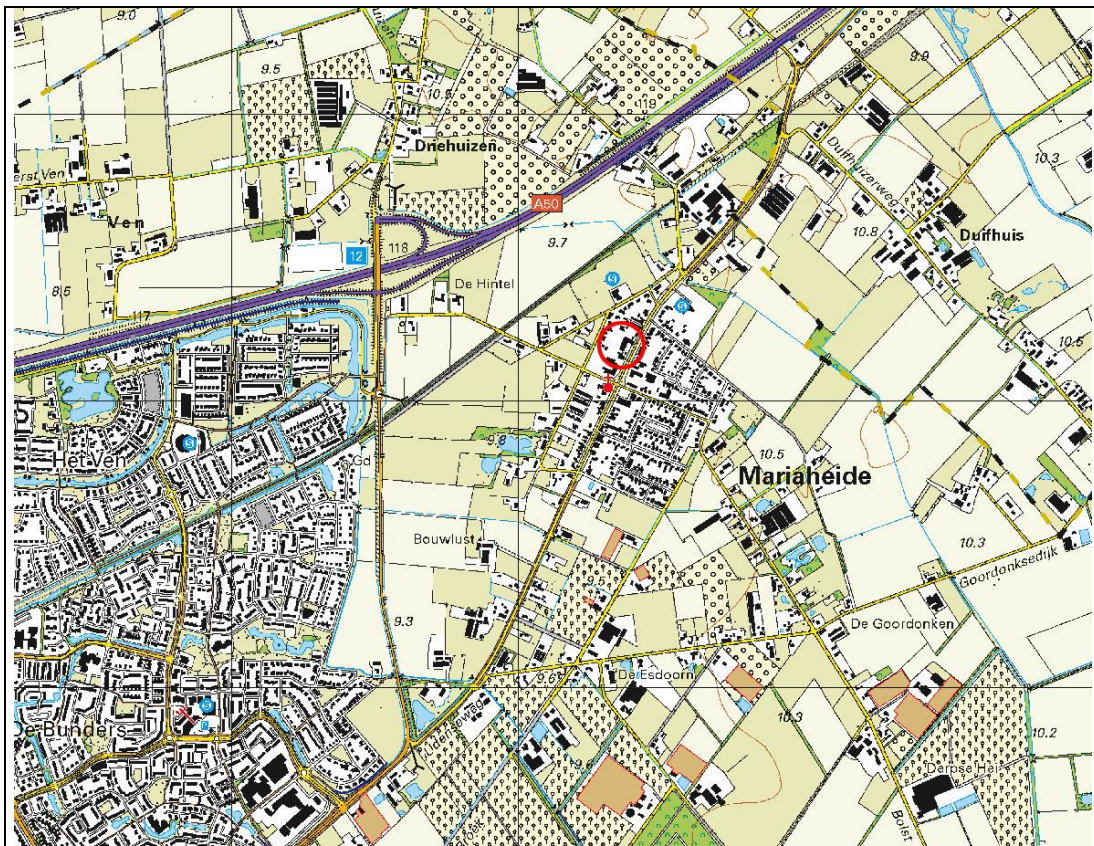 9.0
9.5
10.5
119
9.9
Driehuizen
10.3
Ven
A50
Duifhuizerweg
118
12
9.7
10.8
Duifhuis
8.5
117
De Hintel
10.5
9.8
Het Ven
Gd
10.5
Mariaheide
Bouwlust
10.3
Goordonksedijk
9.5
9.3
De Goordonken
9.6
De Esdoorn
De Bunders
10.3
10.2
Derpse Hei
Bolst